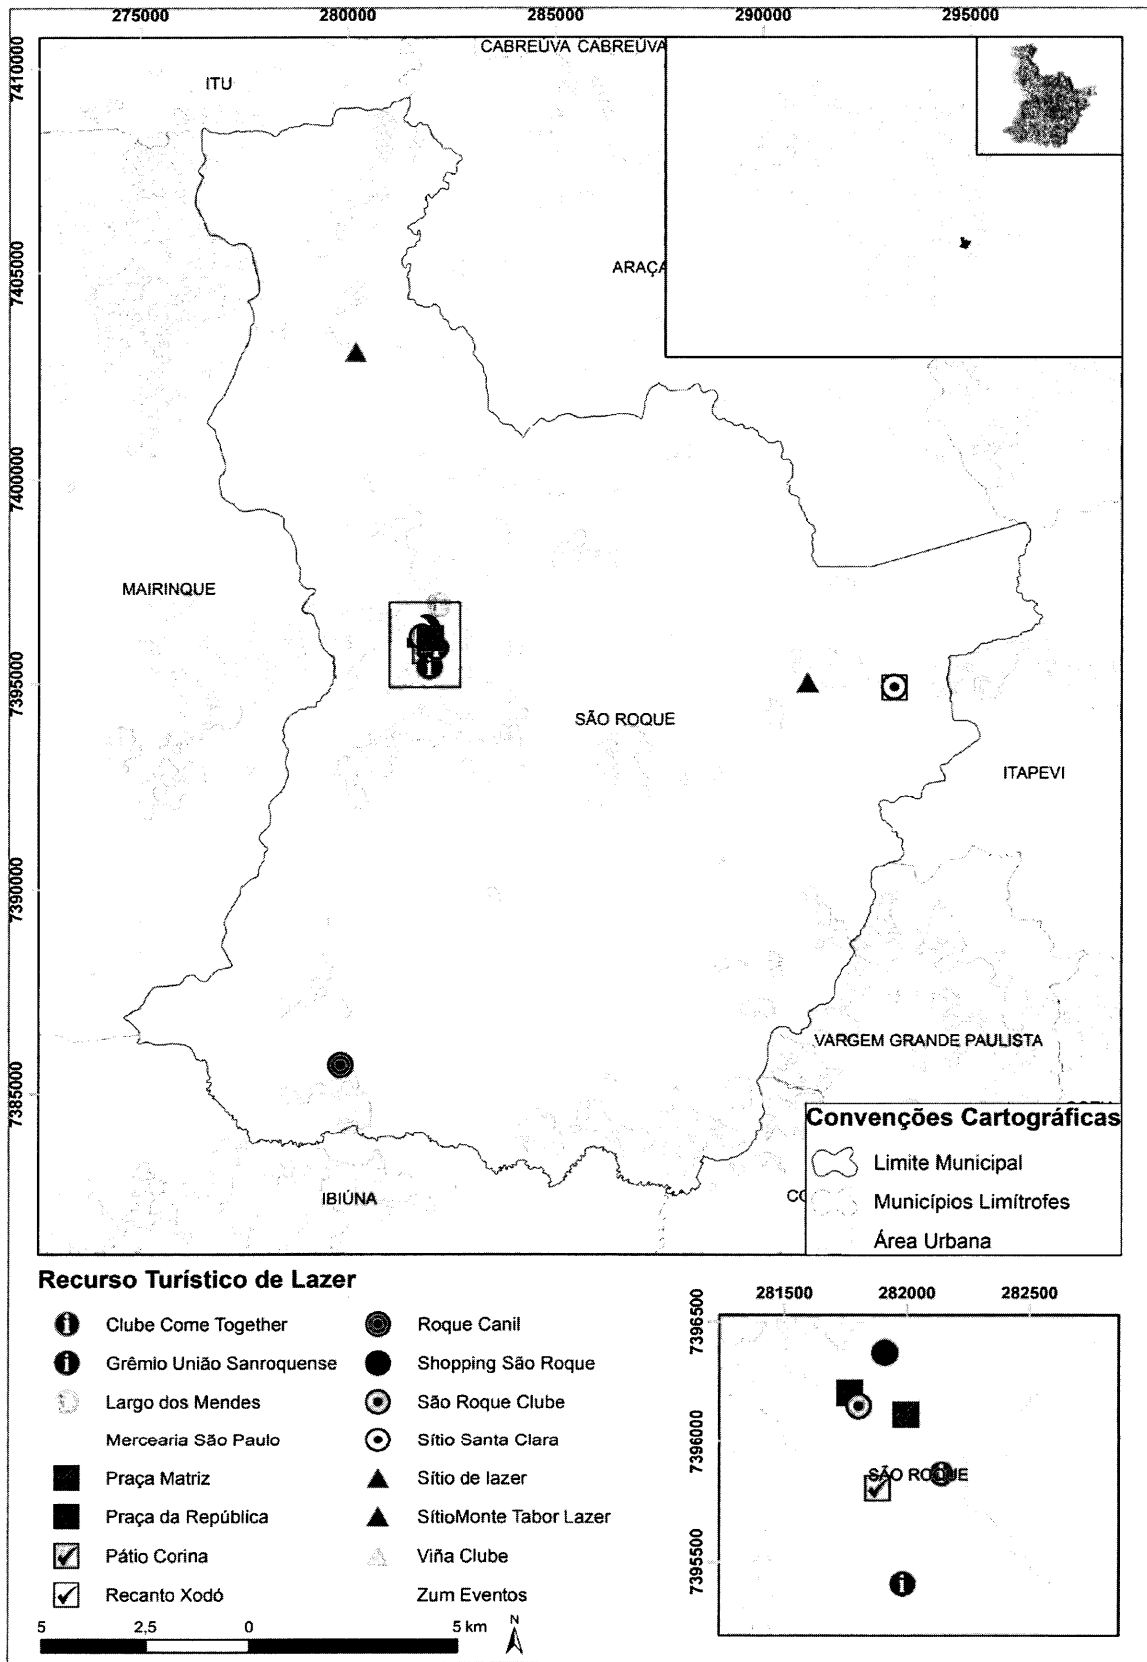 275000 280000 285000 290000 295000
7410000
7405000
7400000
7395000
7390000
7385000
CABREÚVA CABREÚVA
ITU
ARAÇA
MAIRINQUE
SÃO ROQUE
ITAPEVI
VARGEM GRANDE PAULISTA
IBIÚNA
Convenções Cartográficas
Limite Municipal
Municípios Limítrofes
Área Urbana
Recurso Turístico de Lazer
Clube Come Together
Grêmio União Sanroquense
Largo dos Mendes
Mercearia São Paulo
Praça Matriz
Praça da República
Pátio Corina
Recanto Xodó
Roque Canil
Shopping São Roque
São Roque Clube
Sítio Santa Clara
Sítio de lazer
SítioMonte Tabor Lazer
Viña Clube
Zum Eventos
5 2,5 0 5 km
N
281500 282000 282500
7396500
7396000
7395500
SÃO ROQUE